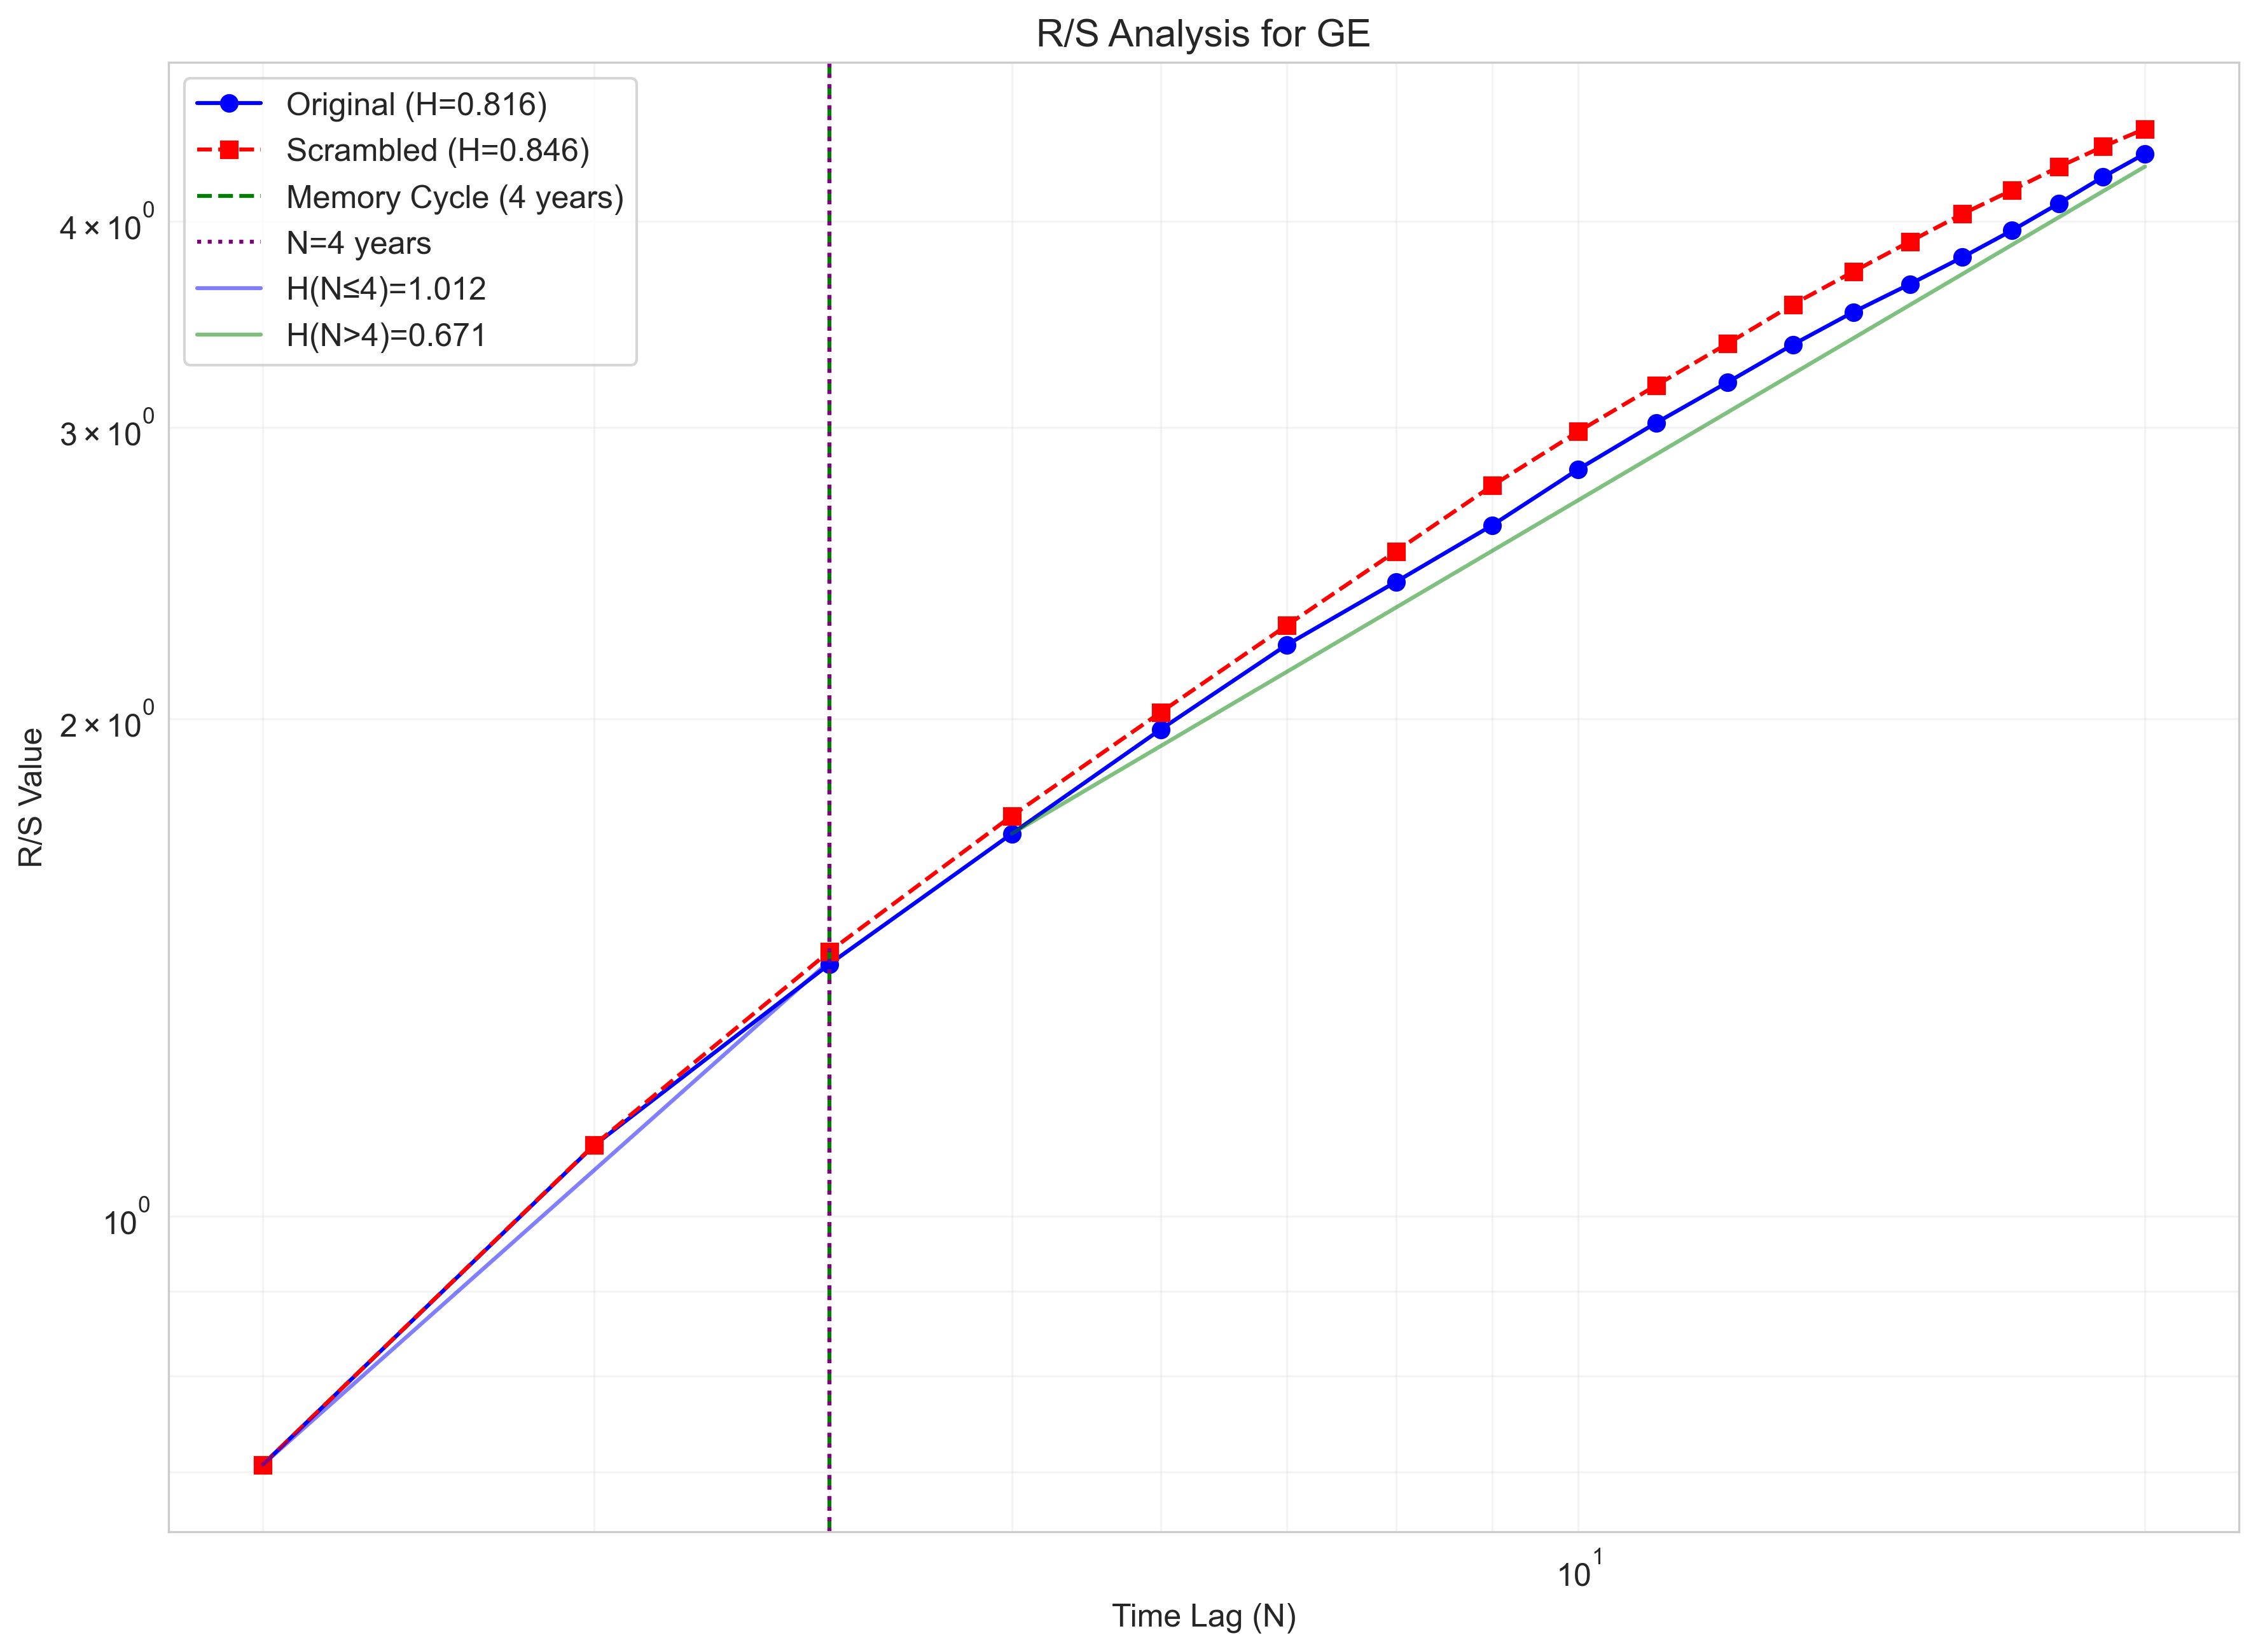 R/S Analysis for GE
Original (H=0.816)
Scrambled (H=0.846)
Memory Cycle (4 years)
N=4 years
H(N≤4)=1.012
H(N>4)=0.671
4 × 10⁰
3 × 10⁰
2 × 10⁰
10⁰
R/S Value
10¹
Time Lag (N)